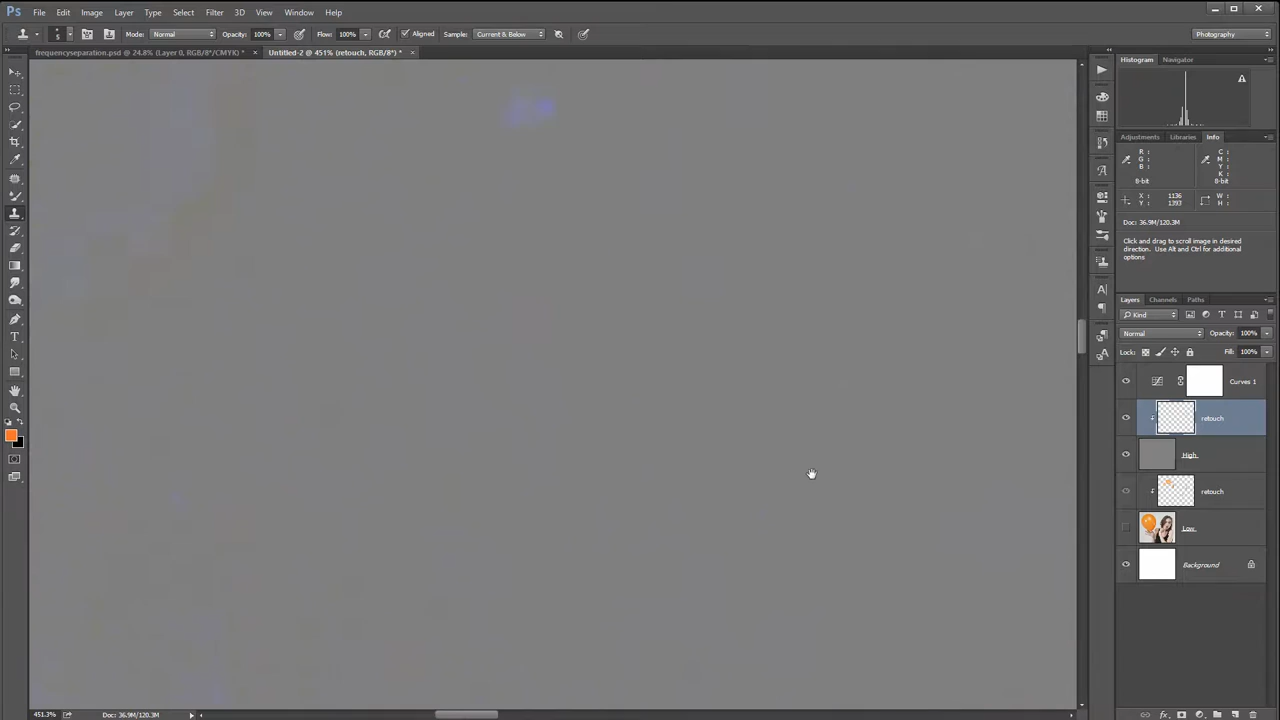 Ps File Edit Image Layer Type Select Filter 3D View Window Help
5 Mode: Normal Opacity: 100% Flow: 100% Aligned Sample: Current & Below Photography
frequencyseparation.psd @ 24.8% (Layer 0, RGB/8*/CMYK) * × Untitled-2 @ 451% (retouch, RGB/8*) * ×
Histogram Navigator
Adjustments Libraries Info
R : C :
G : M :
B : Y :
K :
8-bit 8-bit
X : 1136 W :
Y : 1393 H :
Doc: 36.9M/120.3M
Click and drag to scroll image in desired
direction. Use Alt and Ctrl for additional
options
Layers Channels Paths
Kind
Normal Opacity: 100%
Lock: Fill: 100%
Curves 1
retouch
High
retouch
Low
Background
451.3% Doc: 36.9M/120.3M